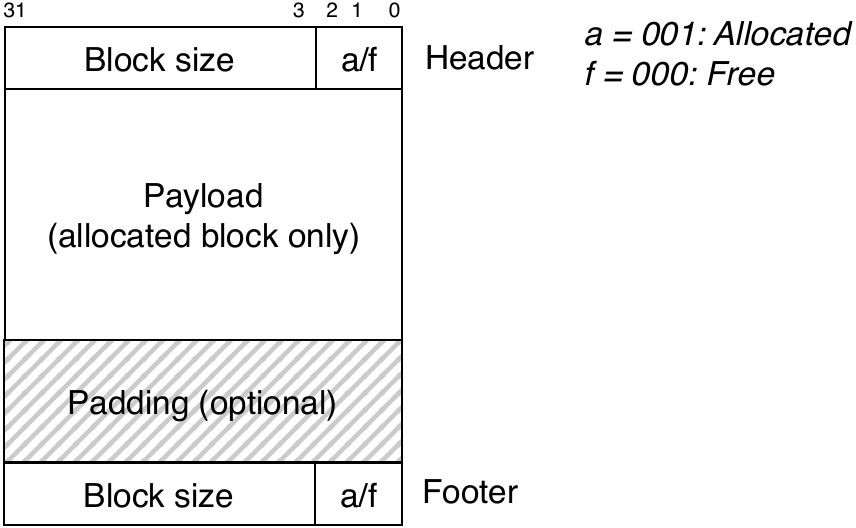 31 3 2 1 0
Block size a/f Header
a = 001: Allocated
f = 000: Free
Payload
(allocated block only)
Padding (optional)
Block size a/f Footer